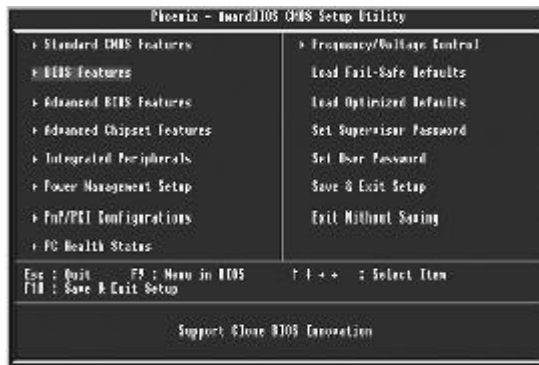 Phoenix - AwardBIOS CMOS Setup Utility
Standard CMOS Features
BIOS Features
Advanced BIOS Features
Advanced Chipset Features
Integrated Peripherals
Power Management Setup
PnP/PCI Configurations
PC Health Status
Frequency/Voltage Control
Load Fail-Safe Defaults
Load Optimized Defaults
Set Supervisor Password
Set User Password
Save & Exit Setup
Exit Without Saving
Esc : Quit F9 : Menu in BIOS ↑ ↓ → ← : Select Item
F10 : Save & Exit Setup
Support Clone BIOS Innovation